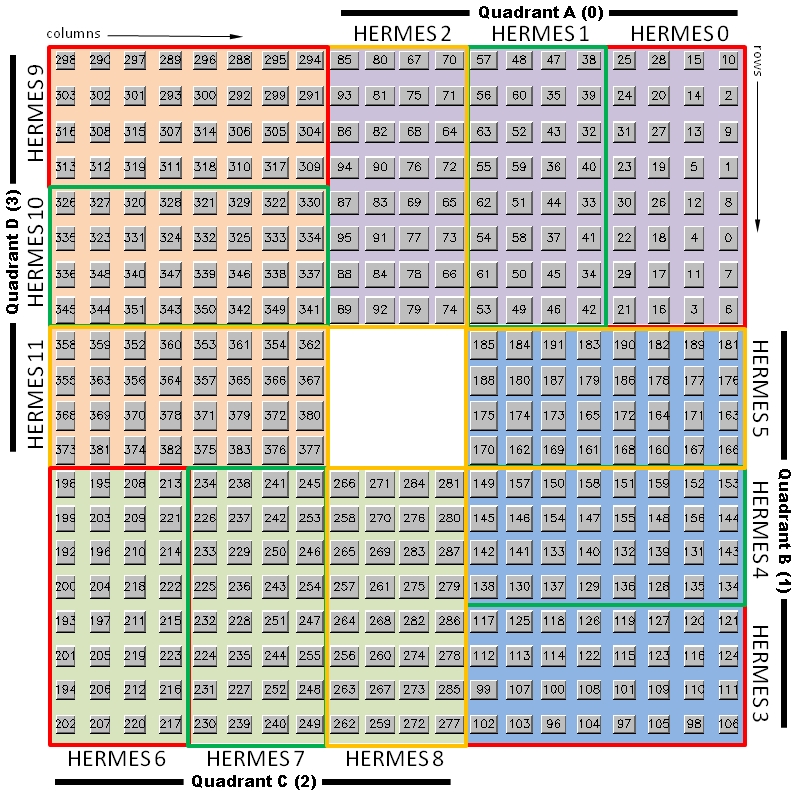 Quadrant A (0)
columns
HERMES 2 HERMES 1 HERMES 0
rows
298 290 297 289 296 288 295 294 85 80 67 70 57 48 47 38 25 28 15 10
303 302 301 293 300 292 299 291 93 81 75 71 56 60 35 39 24 20 14 2
316 308 315 307 314 306 305 304 86 82 68 64 63 52 43 32 31 27 13 9
313 312 319 311 318 310 317 309 94 90 76 72 55 59 36 40 23 19 5 1
326 327 320 328 321 329 322 330 87 83 69 65 62 51 44 33 30 26 12 8
335 323 331 324 332 325 333 334 95 91 77 73 54 58 37 41 22 18 4 0
336 348 340 347 339 346 338 337 88 84 78 66 61 50 45 34 29 17 11 7
345 344 351 343 350 342 349 341 89 92 79 74 53 49 46 42 21 16 3 6
358 359 352 360 353 361 354 362 185 184 191 183 190 182 189 181
355 363 356 364 357 365 366 367 188 180 187 179 186 178 177 176
368 369 370 378 371 379 372 380 175 174 173 165 172 164 171 163
373 381 374 382 375 383 376 377 170 162 169 161 168 160 167 166
198 195 208 213 234 238 241 245 266 271 284 281 149 157 150 158 151 159 152 153
199 203 209 221 226 237 242 253 258 270 276 280 145 146 154 147 155 148 156 144
192 196 210 214 233 229 250 246 265 269 283 287 142 141 133 140 132 139 131 143
200 204 218 222 225 236 243 254 257 261 275 279 138 130 137 129 136 128 135 134
193 197 211 215 232 228 251 247 264 268 282 286 117 125 118 126 119 127 120 121
201 205 219 223 224 235 244 255 256 260 274 278 112 113 114 122 115 123 116 124
194 206 212 216 231 227 252 248 263 267 273 285 99 107 100 108 101 109 110 111
202 207 220 217 230 239 240 249 262 259 272 277 102 103 96 104 97 105 98 106
HERMES 9
HERMES 10
HERMES 11
Quadrant D (3)
HERMES 5
HERMES 4
HERMES 3
Quadrant B (1)
HERMES 6 HERMES 7 HERMES 8
Quadrant C (2)